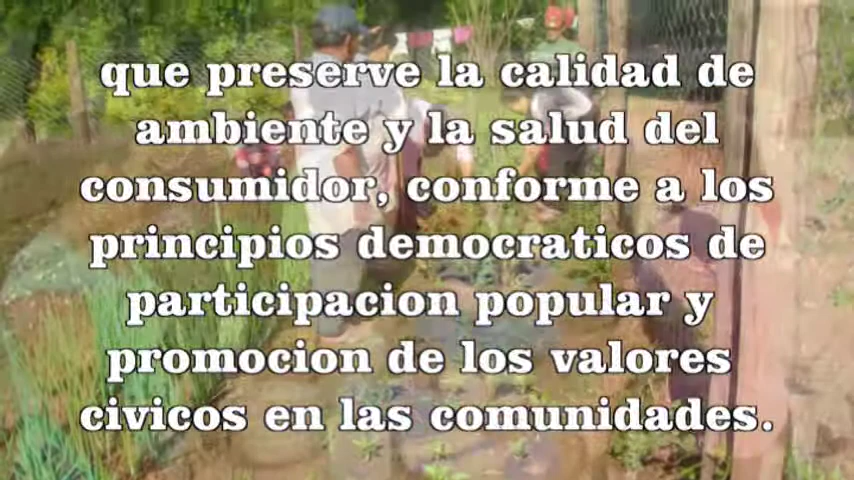 que preserve la calidad de
ambiente y la salud del
consumidor, conforme a los
principios democraticos de
participacion popular y
promocion de los valores
civicos en las comunidades.